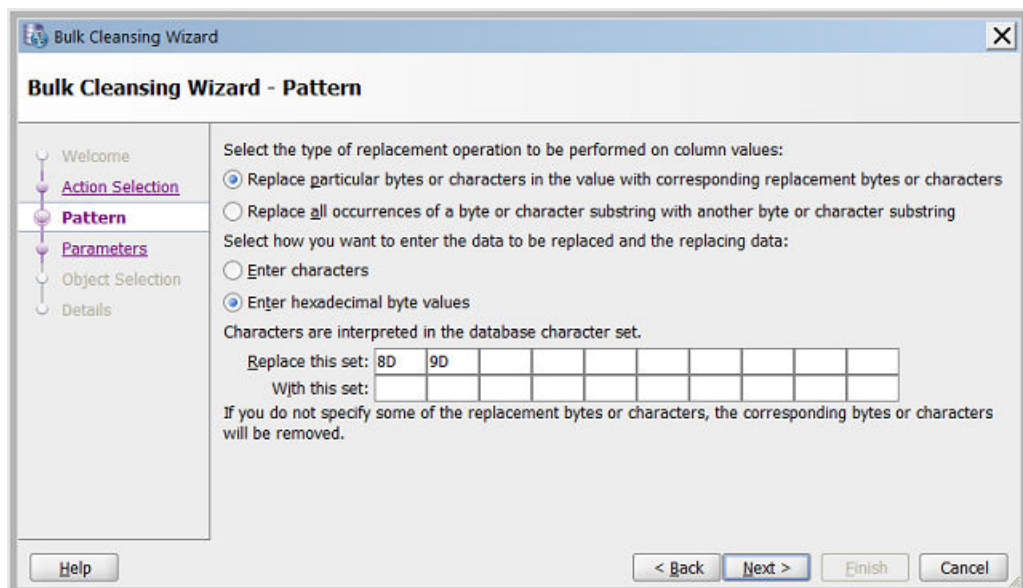 Bulk Cleansing Wizard
Bulk Cleansing Wizard - Pattern
Welcome
Action Selection
Pattern
Parameters
Object Selection
Details
Select the type of replacement operation to be performed on column values:
Replace particular bytes or characters in the value with corresponding replacement bytes or characters
Replace all occurrences of a byte or character substring with another byte or character substring
Select how you want to enter the data to be replaced and the replacing data:
Enter characters
Enter hexadecimal byte values
Characters are interpreted in the database character set.
Replace this set: 8D 9D
With this set:
If you do not specify some of the replacement bytes or characters, the corresponding bytes or characters
will be removed.
Help < Back Next > Finish Cancel